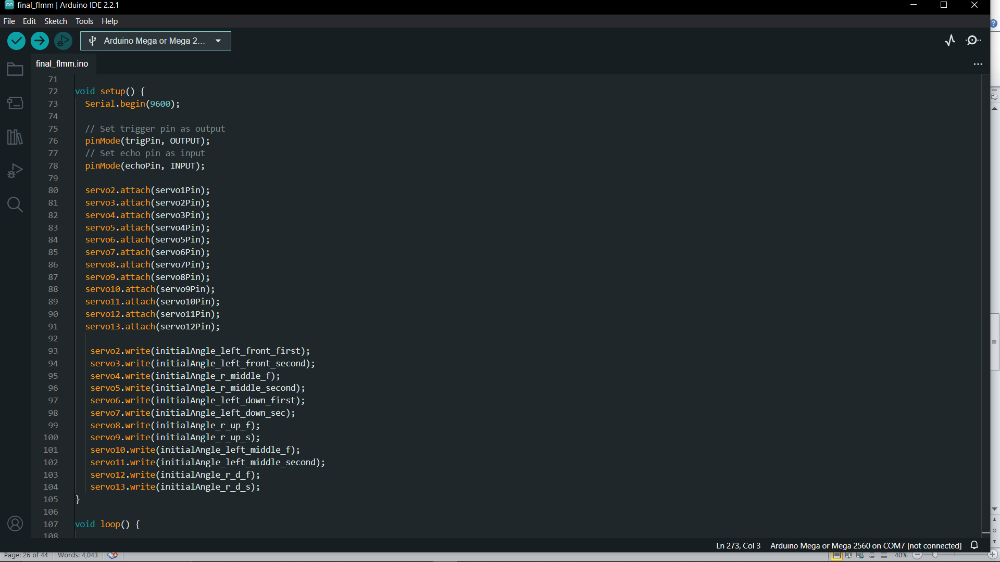 final_flmm | Arduino IDE 2.2.1
File Edit Sketch Tools Help
Arduino Mega or Mega 2...
final_flmm.ino
71
72 void setup() {
73 Serial.begin(9600);
74
75 // Set trigger pin as output
76 pinMode(trigPin, OUTPUT);
77 // Set echo pin as input
78 pinMode(echoPin, INPUT);
79
80 servo2.attach(servo1Pin);
81 servo3.attach(servo2Pin);
82 servo4.attach(servo3Pin);
83 servo5.attach(servo4Pin);
84 servo6.attach(servo5Pin);
85 servo7.attach(servo6Pin);
86 servo8.attach(servo7Pin);
87 servo9.attach(servo8Pin);
88 servo10.attach(servo9Pin);
89 servo11.attach(servo10Pin);
90 servo12.attach(servo11Pin);
91 servo13.attach(servo12Pin);
92
93 servo2.write(initialAngle_left_front_first);
94 servo3.write(initialAngle_left_front_second);
95 servo4.write(initialAngle_r_middle_f);
96 servo5.write(initialAngle_r_middle_second);
97 servo6.write(initialAngle_left_down_first);
98 servo7.write(initialAngle_left_down_sec);
99 servo8.write(initialAngle_r_up_f);
100 servo9.write(initialAngle_r_up_s);
101 servo10.write(initialAngle_left_middle_f);
102 servo11.write(initialAngle_left_middle_second);
103 servo12.write(initialAngle_r_d_f);
104 servo13.write(initialAngle_r_d_s);
105 }
106
107 void loop() {
108
Ln 273, Col 3 Arduino Mega or Mega 2560 on COM7 [not connected]
Page: 26 of 44 Words: 4,043 40%